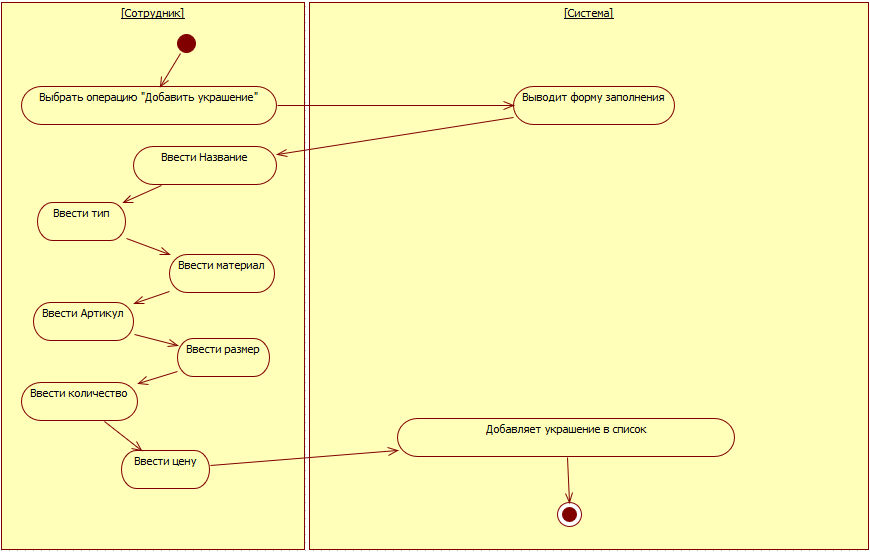 [Сотрудник]
[Система]
Выбрать операцию "Добавить украшение"
Выводит форму заполнения
Ввести Название
Ввести тип
Ввести материал
Ввести Артикул
Ввести размер
Ввести количество
Ввести цену
Добавляет украшение в список